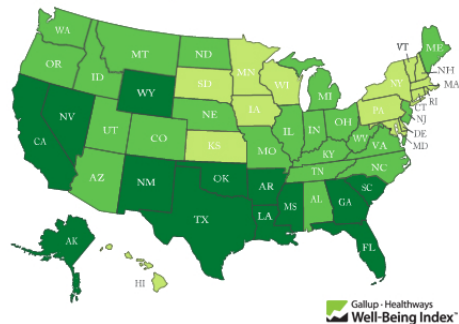 WA
MT
ND
MN
VT
ME
OR
ID
SD
WI
NY
NH
MA
WY
MI
RI
CT
NV
NE
IA
PA
NJ
CA
UT
IL
IN
OH
DE
CO
KS
MO
WV
VA
MD
KY
AZ
NM
OK
AR
TN
NC
TX
LA
MS
AL
GA
SC
AK
HI
FL
Gallup · Healthways
Well-Being Index™